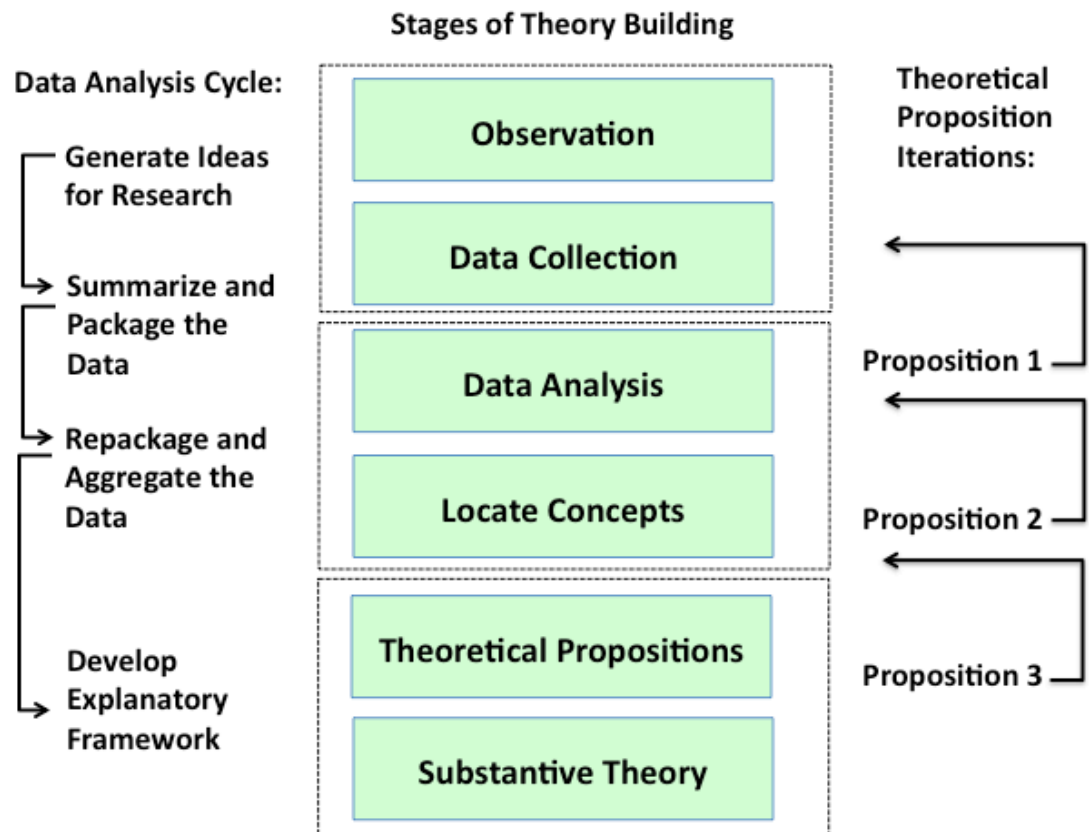 Stages of Theory Building
Data Analysis Cycle:
Generate Ideas
for Research
Summarize and
Package the
Data
Repackage and
Aggregate the
Data
Develop
Explanatory
Framework
Observation
Data Collection
Data Analysis
Locate Concepts
Theoretical Propositions
Substantive Theory
Theoretical
Proposition
Iterations:
Proposition 1
Proposition 2
Proposition 3